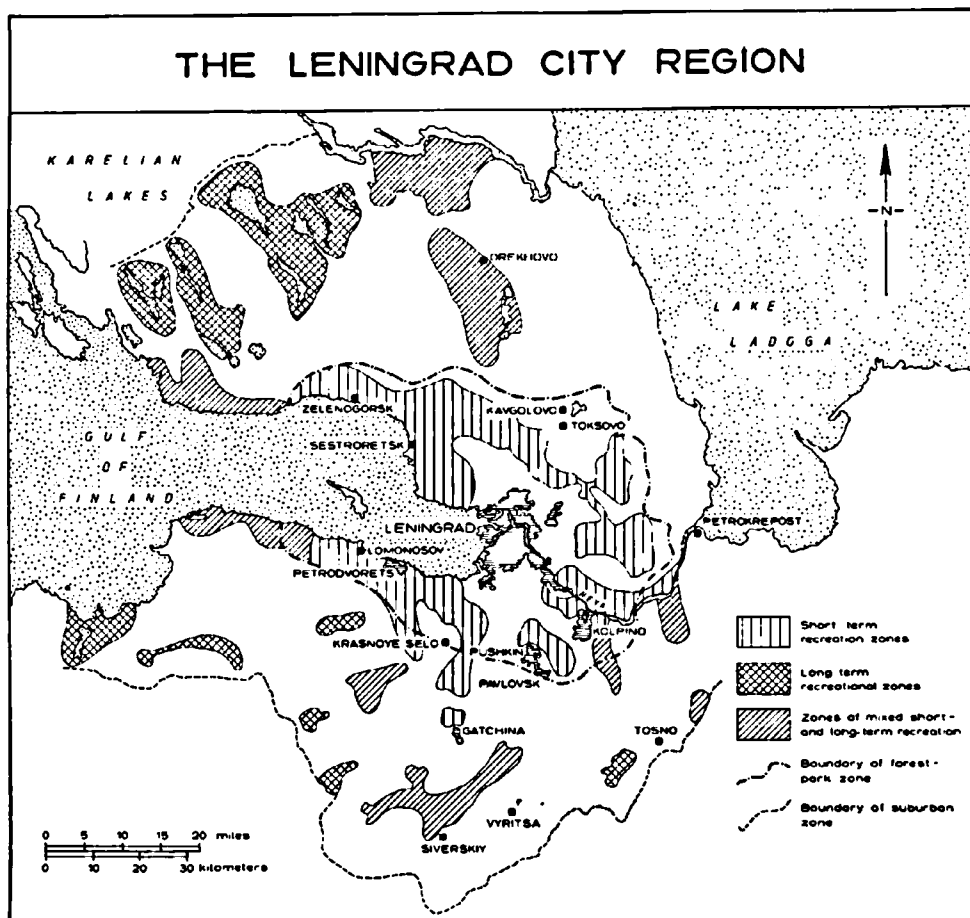 THE LENINGRAD CITY REGION
KARELIAN
LAKES
-N-
OREKHOVO
LAKE
LADOGA
ZELENOGORSK
KAVGOLOVO
TOKSOVO
SESTRORETSK
GULF
OF
FINLAND
LENINGRAD
PETROKREPOST
LOMONOSOV
PETRODVORETS
Neva
KOLPINO
KRASNOYE SELO
PUSHKIN
PAVLOVSK
GATCHINA
TOSNO
VYRITSA
SIVERSKIY
Short term
recreation zones
Long term
recreational zones
Zones of mixed short-
and long-term recreation
Boundary of forest-
park zone
Boundary of suburban
zone
0 5 10 15 20 miles
0 10 20 30 kilometers